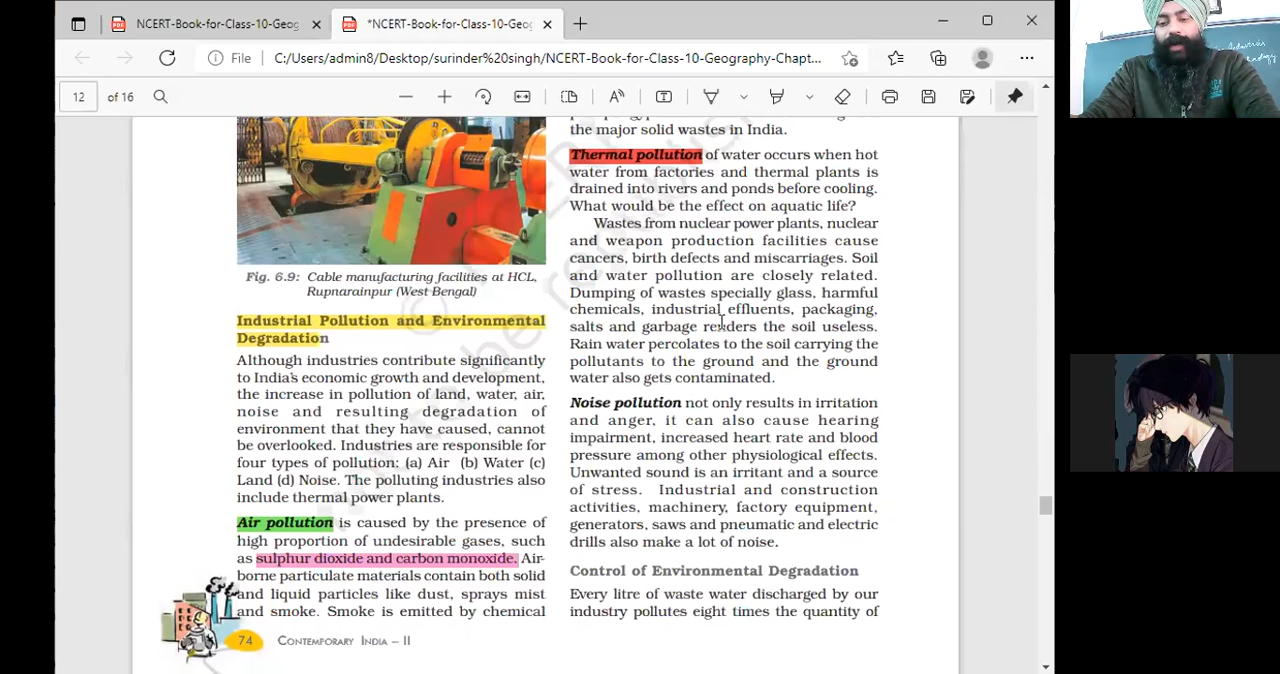 NCERT-Book-for-Class-10-Geog
*NCERT-Book-for-Class-10-Geo
File
C:/Users/admin8/Desktop/surinder%20singh/NCERT-Book-for-Class-10-Geography-Chapt...
12 of 16
Fig. 6.9: Cable manufacturing facilities at HCL,
Rupnarainpur (West Bengal)
Industrial Pollution and Environmental
Degradation
Although industries contribute significantly
to India's economic growth and development,
the increase in pollution of land, water, air,
noise and resulting degradation of
environment that they have caused, cannot
be overlooked. Industries are responsible for
four types of pollution: (a) Air (b) Water (c)
Land (d) Noise. The polluting industries also
include thermal power plants.
Air pollution is caused by the presence of
high proportion of undesirable gases, such
as sulphur dioxide and carbon monoxide. Air-
borne particulate materials contain both solid
and liquid particles like dust, sprays mist
and smoke. Smoke is emitted by chemical
74 CONTEMPORARY INDIA – II
the major solid wastes in India.
Thermal pollution of water occurs when hot
water from factories and thermal plants is
drained into rivers and ponds before cooling.
What would be the effect on aquatic life?
Wastes from nuclear power plants, nuclear
and weapon production facilities cause
cancers, birth defects and miscarriages. Soil
and water pollution are closely related.
Dumping of wastes specially glass, harmful
chemicals, industrial effluents, packaging,
salts and garbage renders the soil useless.
Rain water percolates to the soil carrying the
pollutants to the ground and the ground
water also gets contaminated.
Noise pollution not only results in irritation
and anger, it can also cause hearing
impairment, increased heart rate and blood
pressure among other physiological effects.
Unwanted sound is an irritant and a source
of stress. Industrial and construction
activities, machinery, factory equipment,
generators, saws and pneumatic and electric
drills also make a lot of noise.
Control of Environmental Degradation
Every litre of waste water discharged by our
industry pollutes eight times the quantity of